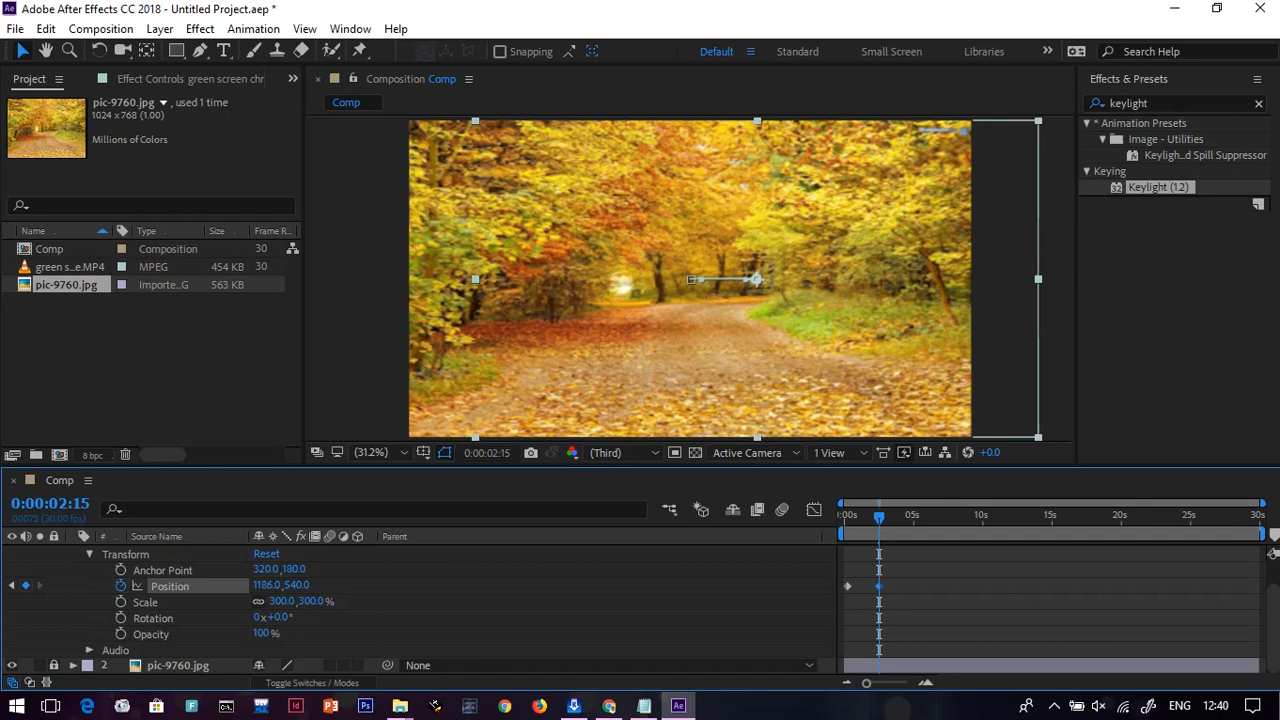 Adobe After Effects CC 2018 - Untitled Project.aep *
File Edit Composition Layer Effect Animation View Window Help
Snapping Default Standard Small Screen Libraries Search Help
Project Effect Controls green screen chr Composition Comp Effects & Presets
pic-9760.jpg , used 1 time
1024 x 768 (1.00)
Millions of Colors
Comp
keylight
* Animation Presets
Image - Utilities
Keyligh...d Spill Suppressor
Keying
Keylight (1.2)
Name Type Size Frame R...
Comp Composition 30
green s...e.MP4 MPEG 454 KB 30
pic-9760.jpg Importe...G 563 KB
8 bpc (31.2%) 0:00:02:15 (Third) Active Camera 1 View +0.0
Comp
0:00:02:15
00075 (30.00 fps)
:00s 05s 10s 15s 20s 25s 30s
# Source Name Parent
Transform Reset
Anchor Point 320.0,180.0
Position 1186.0,540.0
Scale 300.0,300.0 %
Rotation 0x+0.0°
Opacity 100 %
Audio
2 pic-9760.jpg None
Toggle Switches / Modes
ENG 12:40